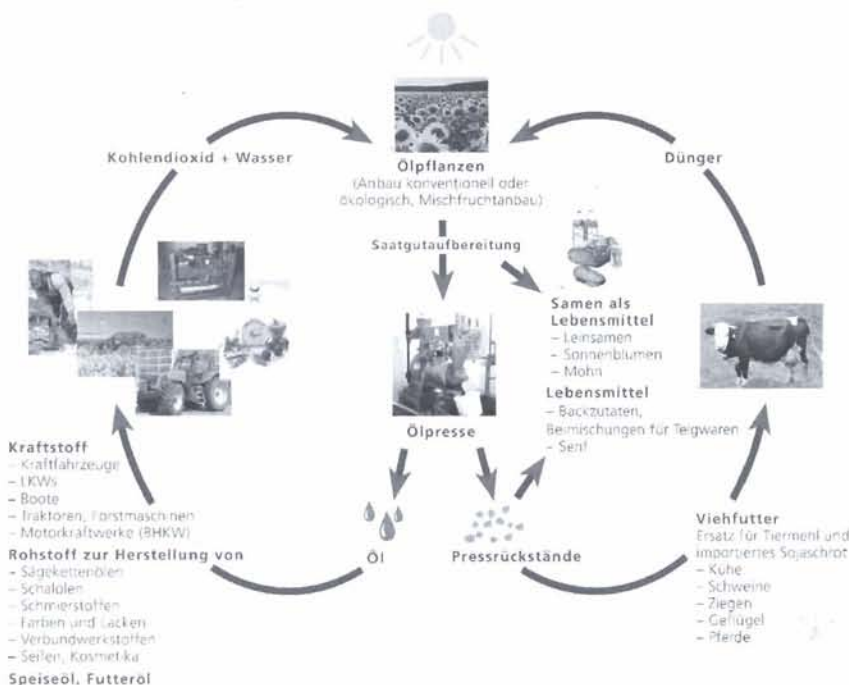 Kohlendioxid + Wasser
Ölpflanzen
(Anbau konventionell oder
ökologisch, Mischfruchtanbau)
Dünger
Saatgutaufbereitung
Samen als
Lebensmittel
– Leinsamen
– Sonnenblumen
– Mohn
Lebensmittel
– Backzutaten,
Beimischungen für Teigwaren
– Senf
Ölpresse
Kraftstoff
– Kraftfahrzeuge
– LKWs
– Boote
– Traktoren, Forstmaschinen
– Motorkraftwerke (BHKW)
Rohstoff zur Herstellung von
– Sägekettenölen
– Schalölen
– Schmierstoffen
– Farben und Lacken
– Verbundwerkstoffen
– Seifen, Kosmetika
Speiseöl, Futteröl
Öl
Pressrückstände
Viehfutter
Ersatz für Tiermehl und
importiertes Sojaschrot
– Kühe
– Schweine
– Ziegen
– Geflügel
– Pferde